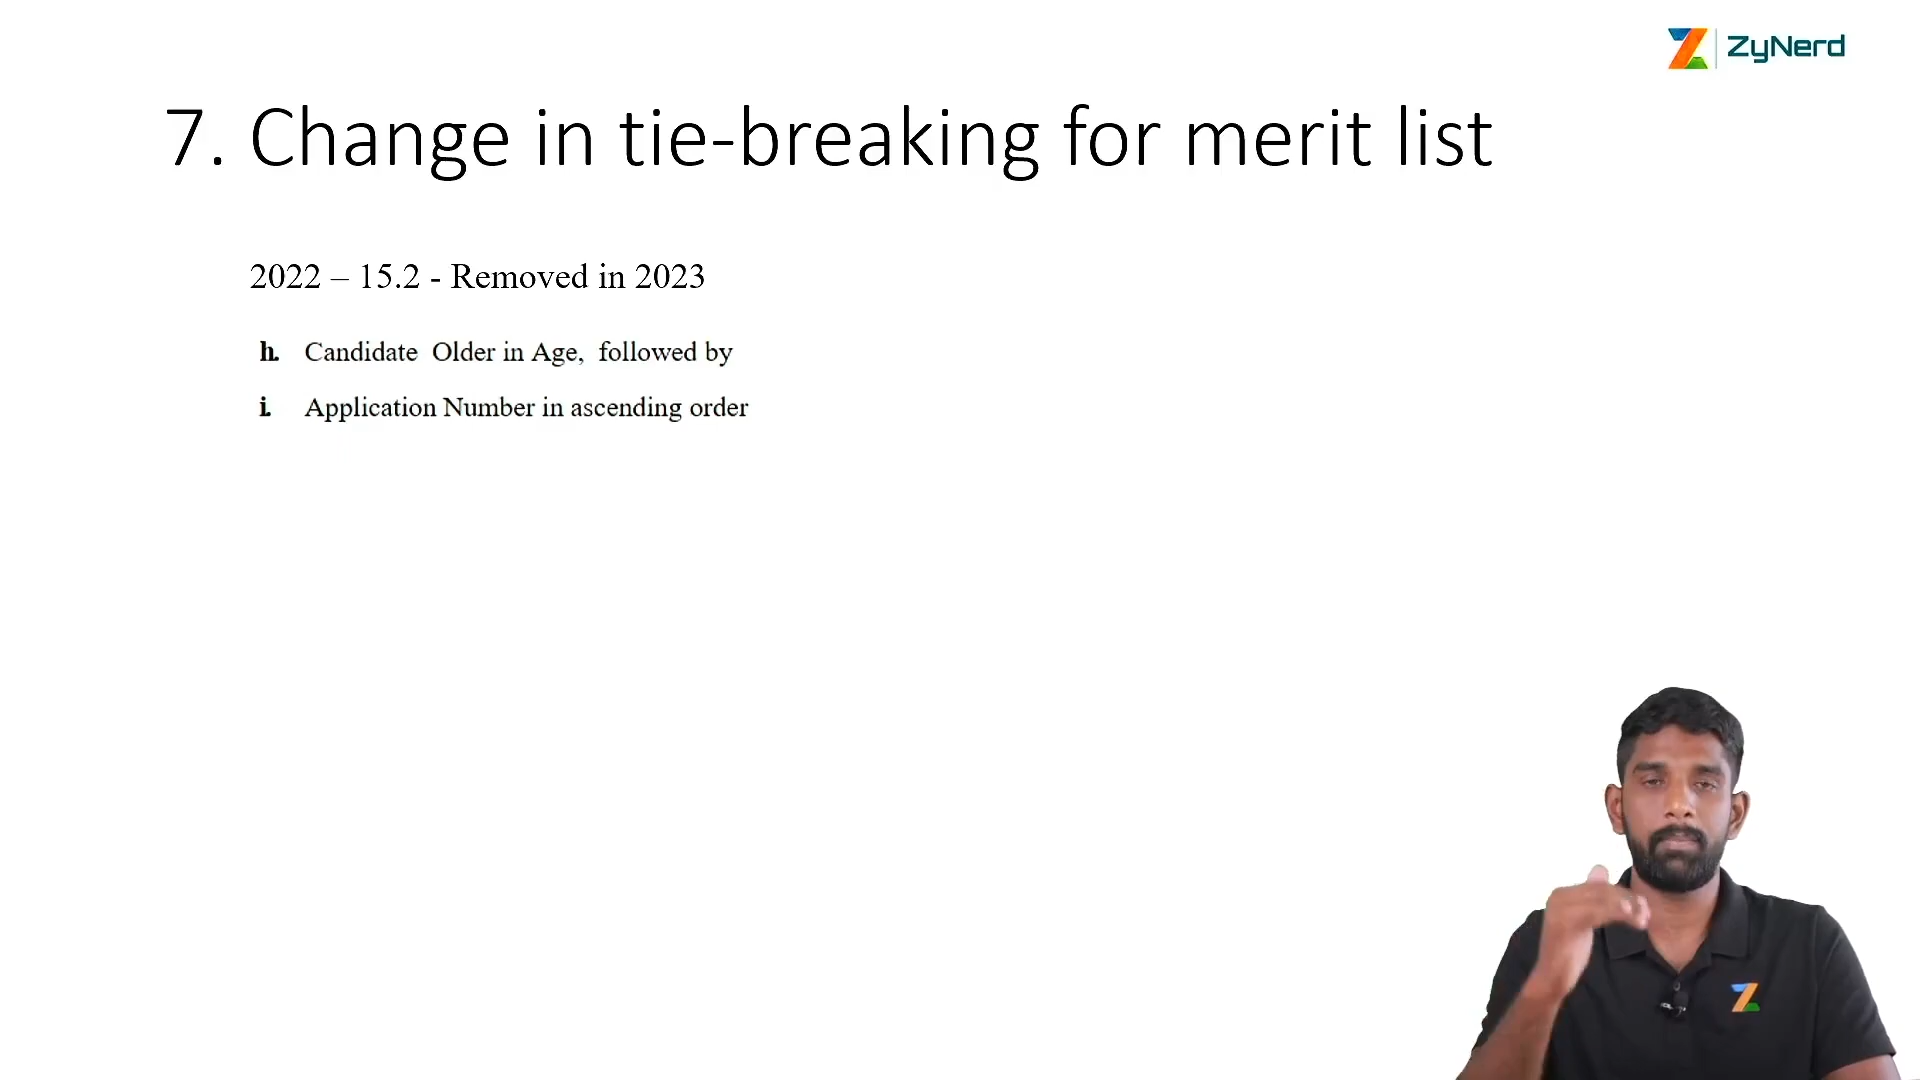 ZyNerd
7. Change in tie-breaking for merit list
2022 – 15.2 - Removed in 2023
h. Candidate Older in Age, followed by
i. Application Number in ascending order